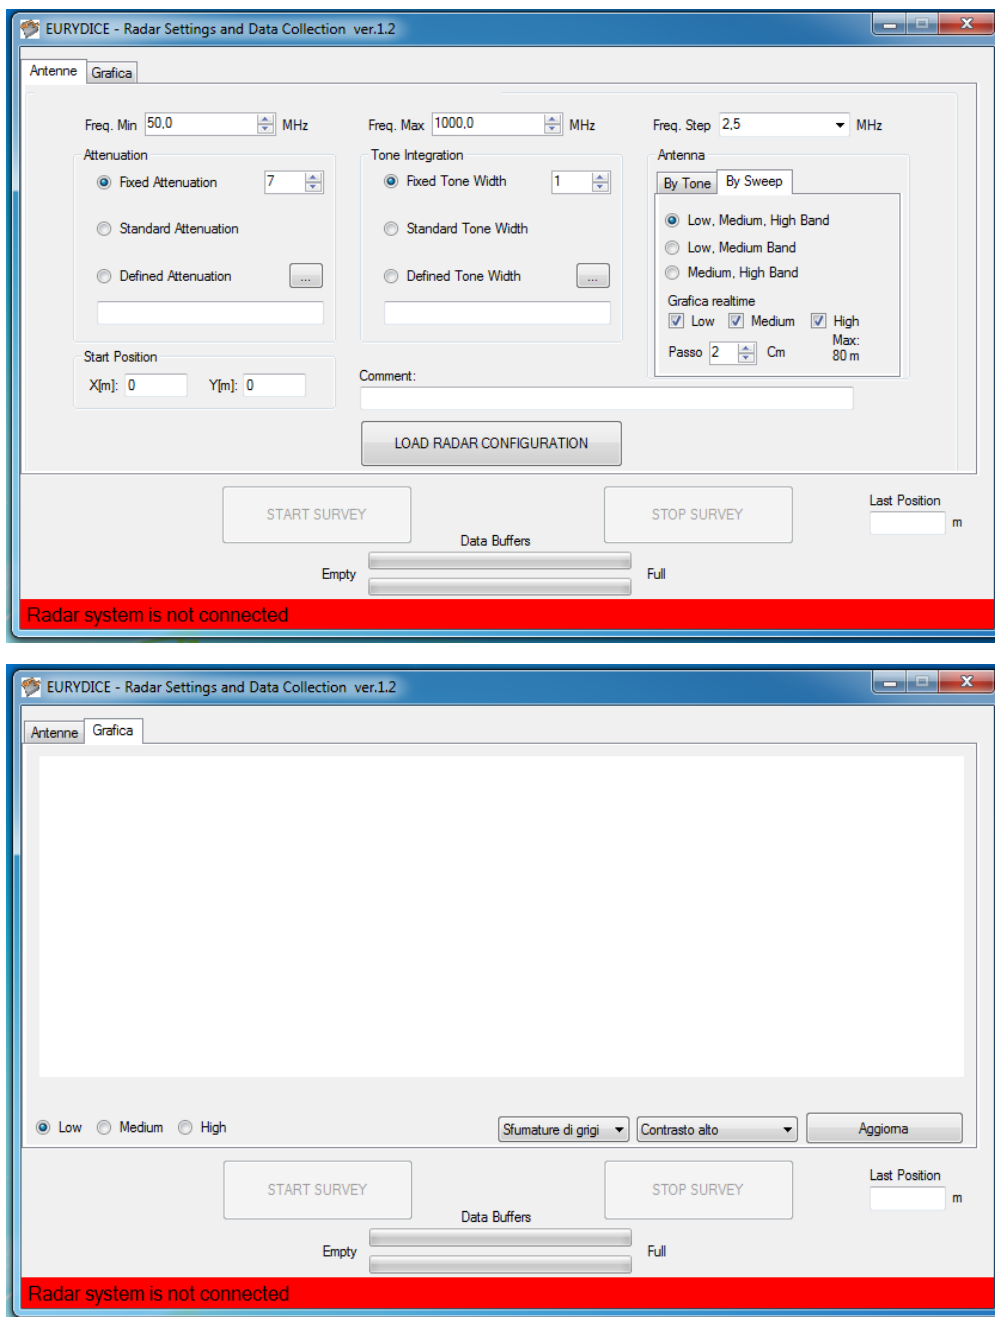 EURYDICE - Radar Settings and Data Collection ver.1.2
Antenne Grafica
Freq. Min 50,0 MHz Freq. Max 1000,0 MHz Freq. Step 2,5 MHz
Attenuation Tone Integration Antenna
Fixed Attenuation 7 Fixed Tone Width 1 By Tone By Sweep
Low, Medium, High Band
Standard Attenuation Standard Tone Width
Low, Medium Band
Defined Attenuation ... Defined Tone Width ... Medium, High Band
Grafica realtime
Low Medium High
Passo 2 Cm Max:
80 m
Start Position
X[m]: 0 Y[m]: 0
Comment:
LOAD RADAR CONFIGURATION
START SURVEY STOP SURVEY Last Position
m
Data Buffers
Empty Full
Radar system is not connected
EURYDICE - Radar Settings and Data Collection ver.1.2
Antenne Grafica
Low Medium High Sfumature di grigi Contrasto alto Aggiorna
START SURVEY STOP SURVEY Last Position
m
Data Buffers
Empty Full
Radar system is not connected